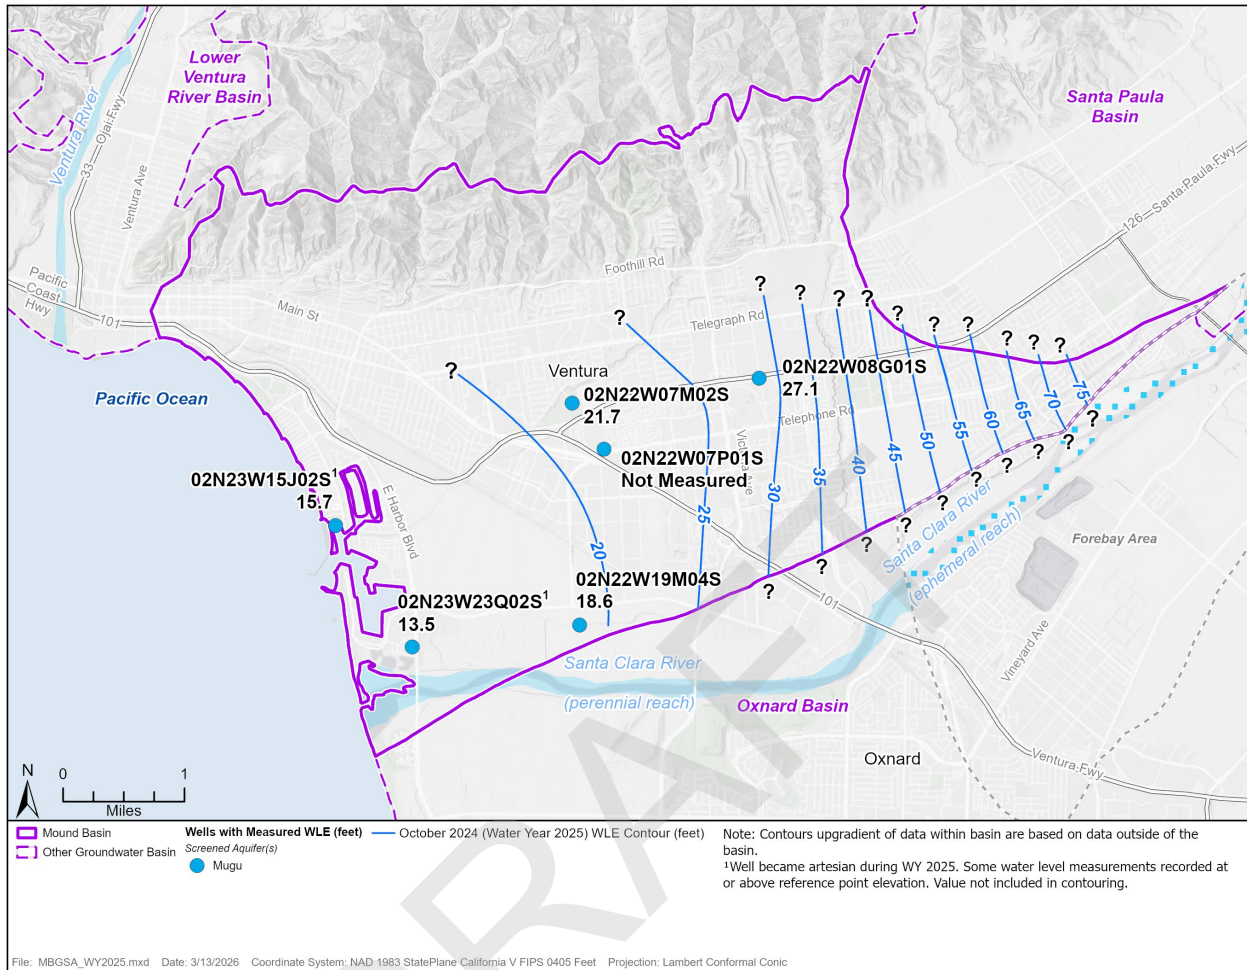 Lower
Ventura
River Basin
Santa Paula
Basin
Ventura River
33
Ojai Fwy
Ventura Ave
126
Santa Paula Fwy
Foothill Rd
Pacific
Coast
Hwy
101
Main St
Telegraph Rd
?
?
?
?
?
?
?
?
?
?
?
?
Ventura
02N22W08G01S
27.1
02N22W07M02S
21.7
Telephone Rd
Pacific Ocean
02N22W07P01S
Not Measured
Victoria Ave
02N23W15J02S¹
15.7
E Harbor Blvd
20
25
30
35
40
45
50
55
60
65
70
75
?
?
?
?
?
?
?
?
?
Santa Clara River
(ephemeral reach)
Forebay Area
02N22W19M04S
18.6
02N23W23Q02S¹
13.5
101
Vineyard Ave
Santa Clara River
(perennial reach)
Oxnard Basin
Oxnard
Ventura Fwy
N
0 1
Miles
DRAFT
Mound Basin
Other Groundwater Basin
Wells with Measured WLE (feet)
Screened Aquifer(s)
Mugu
October 2024 (Water Year 2025) WLE Contour (feet)
Note: Contours upgradient of data within basin are based on data outside of the
basin.
¹Well became artesian during WY 2025. Some water level measurements recorded at
or above reference point elevation. Value not included in contouring.
File: MBGSA_WY2025.mxd Date: 3/13/2026 Coordinate System: NAD 1983 StatePlane California V FIPS 0405 Feet Projection: Lambert Conformal Conic